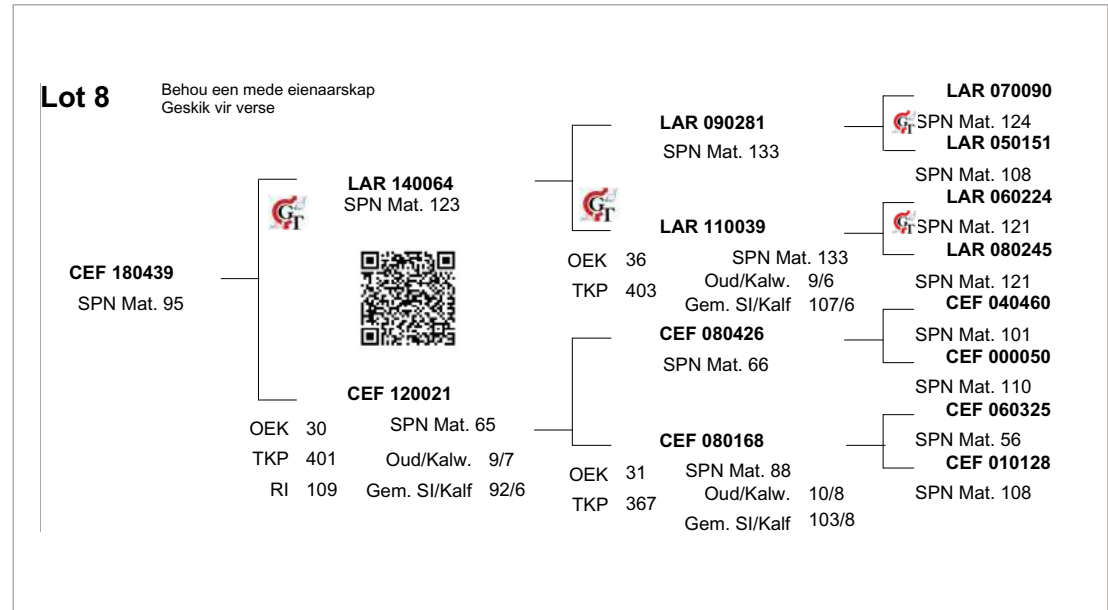 Lot 8
Behou een mede eienaarskap
Geskik vir verse
CEF 180439
SPN Mat. 95
GT
LAR 140064
SPN Mat. 123
CEF 120021
OEK 30 SPN Mat. 65
TKP 401 Oud/Kalw. 9/7
RI 109 Gem. SI/Kalf 92/6
LAR 090281
SPN Mat. 133
GT
LAR 110039
OEK 36 SPN Mat. 133
TKP 403 Oud/Kalw. 9/6
Gem. SI/Kalf 107/6
CEF 080426
SPN Mat. 66
CEF 080168
OEK 31 SPN Mat. 88
TKP 367 Oud/Kalw. 10/8
Gem. SI/Kalf 103/8
LAR 070090
GT SPN Mat. 124
LAR 050151
SPN Mat. 108
LAR 060224
GT SPN Mat. 121
LAR 080245
SPN Mat. 121
CEF 040460
SPN Mat. 101
CEF 000050
SPN Mat. 110
CEF 060325
SPN Mat. 56
CEF 010128
SPN Mat. 108